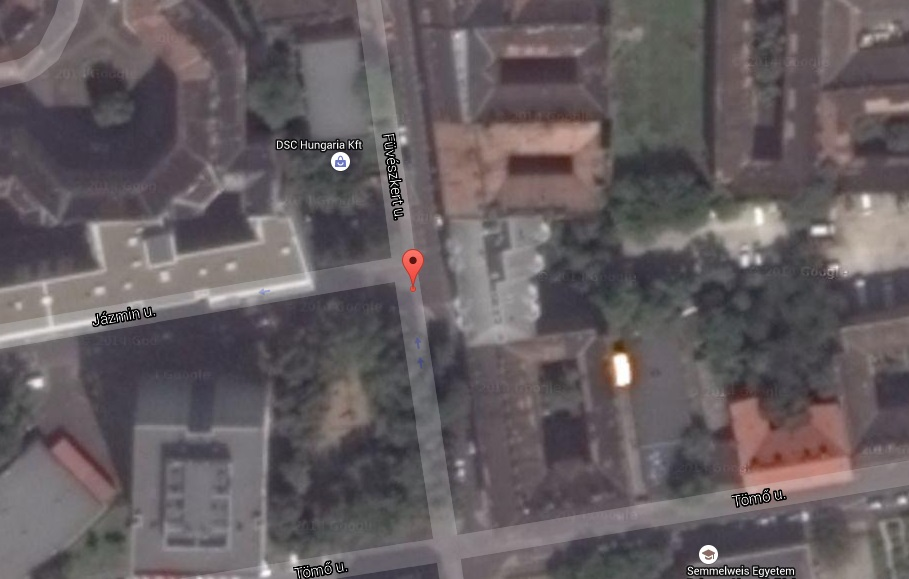 DSC Hungaria Kft
Füvészkert u.
Jázmin u.
Tömő u.
Tömő u.
Semmelweis Egyetem